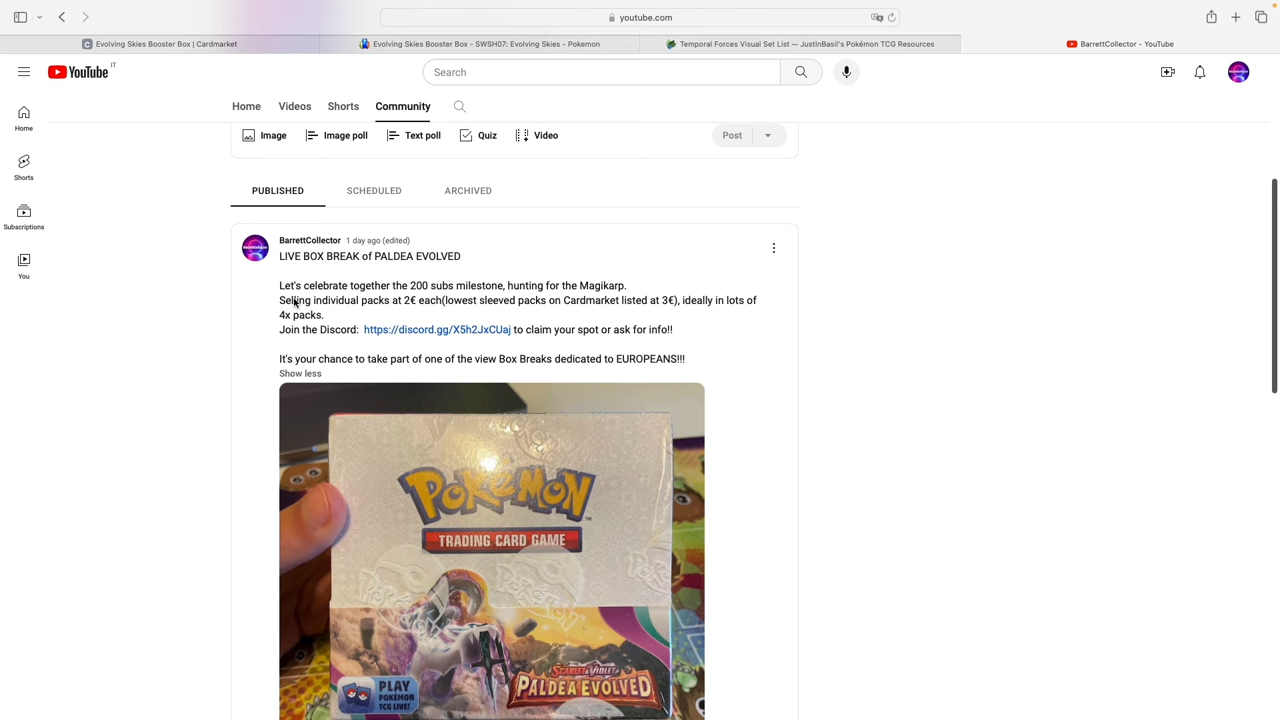 youtube.com
Evolving Skies Booster Box | Cardmarket
Evolving Skies Booster Box - SWSH07: Evolving Skies - Pokemon
Temporal Forces Visual Set List — JustInBasil's Pokémon TCG Resources
BarrettCollector - YouTube
YouTube IT
Search
Home
Videos
Shorts
Community
Home
Shorts
Subscriptions
You
Image
Image poll
Text poll
Quiz
Video
Post
PUBLISHED
SCHEDULED
ARCHIVED
BarrettCollector 1 day ago (edited)
LIVE BOX BREAK of PALDEA EVOLVED
Let's celebrate together the 200 subs milestone, hunting for the Magikarp.
Selling individual packs at 2€ each(lowest sleeved packs on Cardmarket listed at 3€), ideally in lots of
4x packs.
Join the Discord: https://discord.gg/X5h2JxCUaj to claim your spot or ask for info!!
It's your chance to take part of one of the view Box Breaks dedicated to EUROPEANS!!!
Show less
POKéMON
TRADING CARD GAME
SCARLET & VIOLET
PALDEA EVOLVED
PLAY
POKÉMON
TCG LIVE!